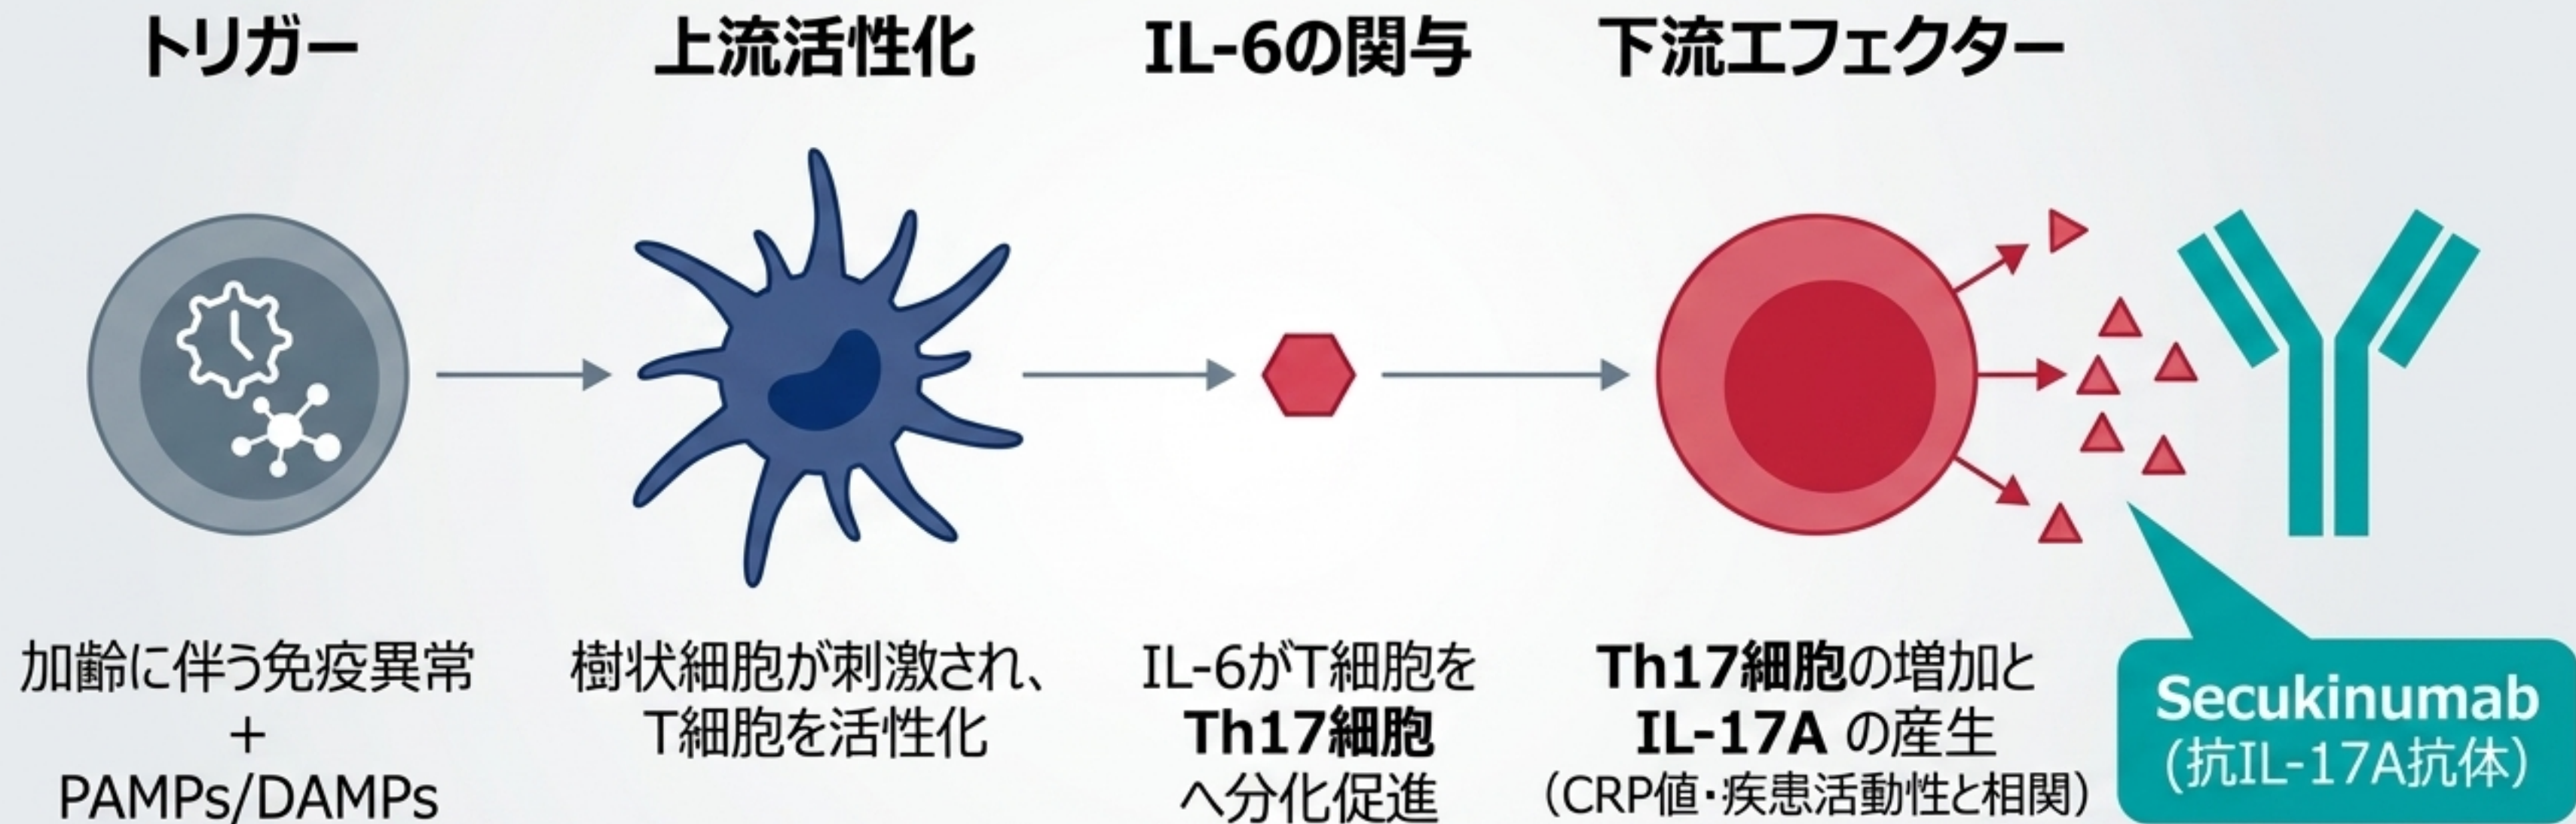 トリガー
上流活性化
IL-6の関与
下流エフェクター
加齢に伴う免疫異常
+
PAMPs/DAMPs
樹状細胞が刺激され、
T細胞を活性化
IL-6がT細胞を
Th17細胞
へ分化促進
Th17細胞の増加と
IL-17A の産生
（CRP値・疾患活動性と相関）
Secukinumab
（抗IL-17A抗体）